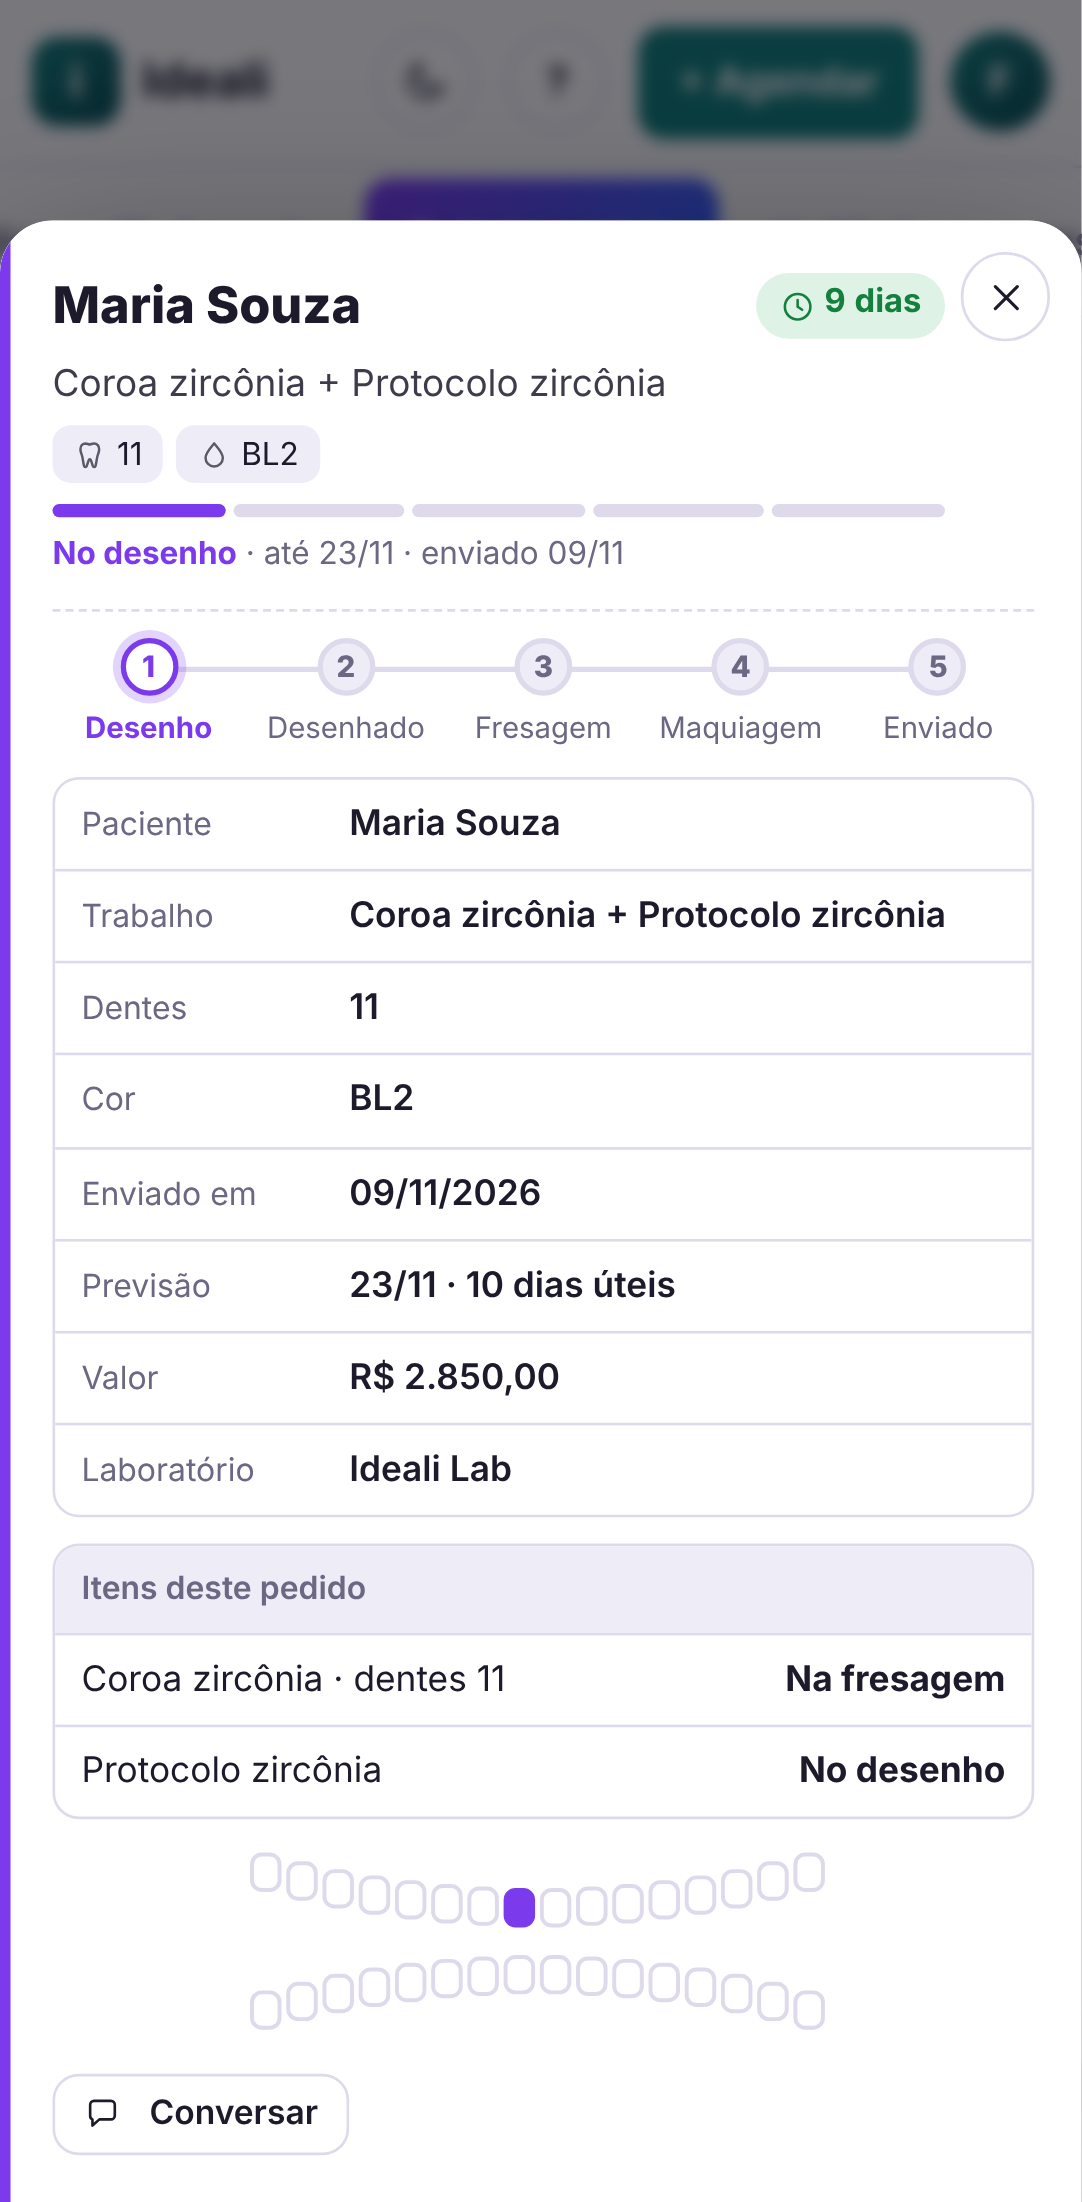 Ideali
?
+ Agendar
F
Maria Souza
9 dias
Coroa zircônia + Protocolo zircônia
11
BL2
No desenho · até 23/11 · enviado 09/11
1
2
3
4
5
Desenho
Desenhado
Fresagem
Maquiagem
Enviado
Paciente Maria Souza
Trabalho Coroa zircônia + Protocolo zircônia
Dentes 11
Cor BL2
Enviado em 09/11/2026
Previsão 23/11 · 10 dias úteis
Valor R$ 2.850,00
Laboratório Ideali Lab
Itens deste pedido
Coroa zircônia · dentes 11 Na fresagem
Protocolo zircônia No desenho
Conversar